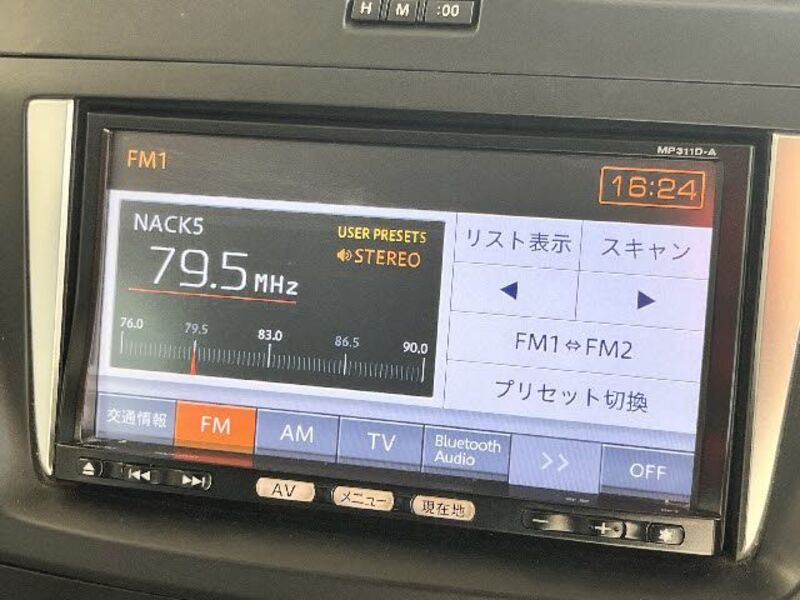 H M :00
MP311D-A
FM1
16:24
NACK5
USER PRESETS
79.5 MHz
STEREO
76.0 79.5 83.0 86.5 90.0
リスト表示 スキャン
◀ ▶
FM1⇔FM2
プリセット切換
交通情報 FM AM TV Bluetooth Audio >> OFF
AV メニュー 現在地
− +